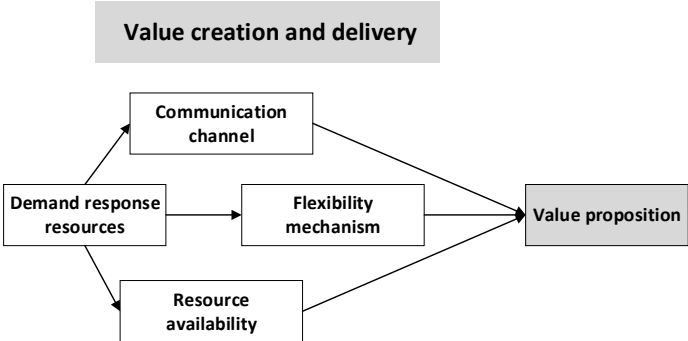 Value creation and delivery
Communication
channel
Demand response
resources
Flexibility
mechanism
Value proposition
Resource
availability